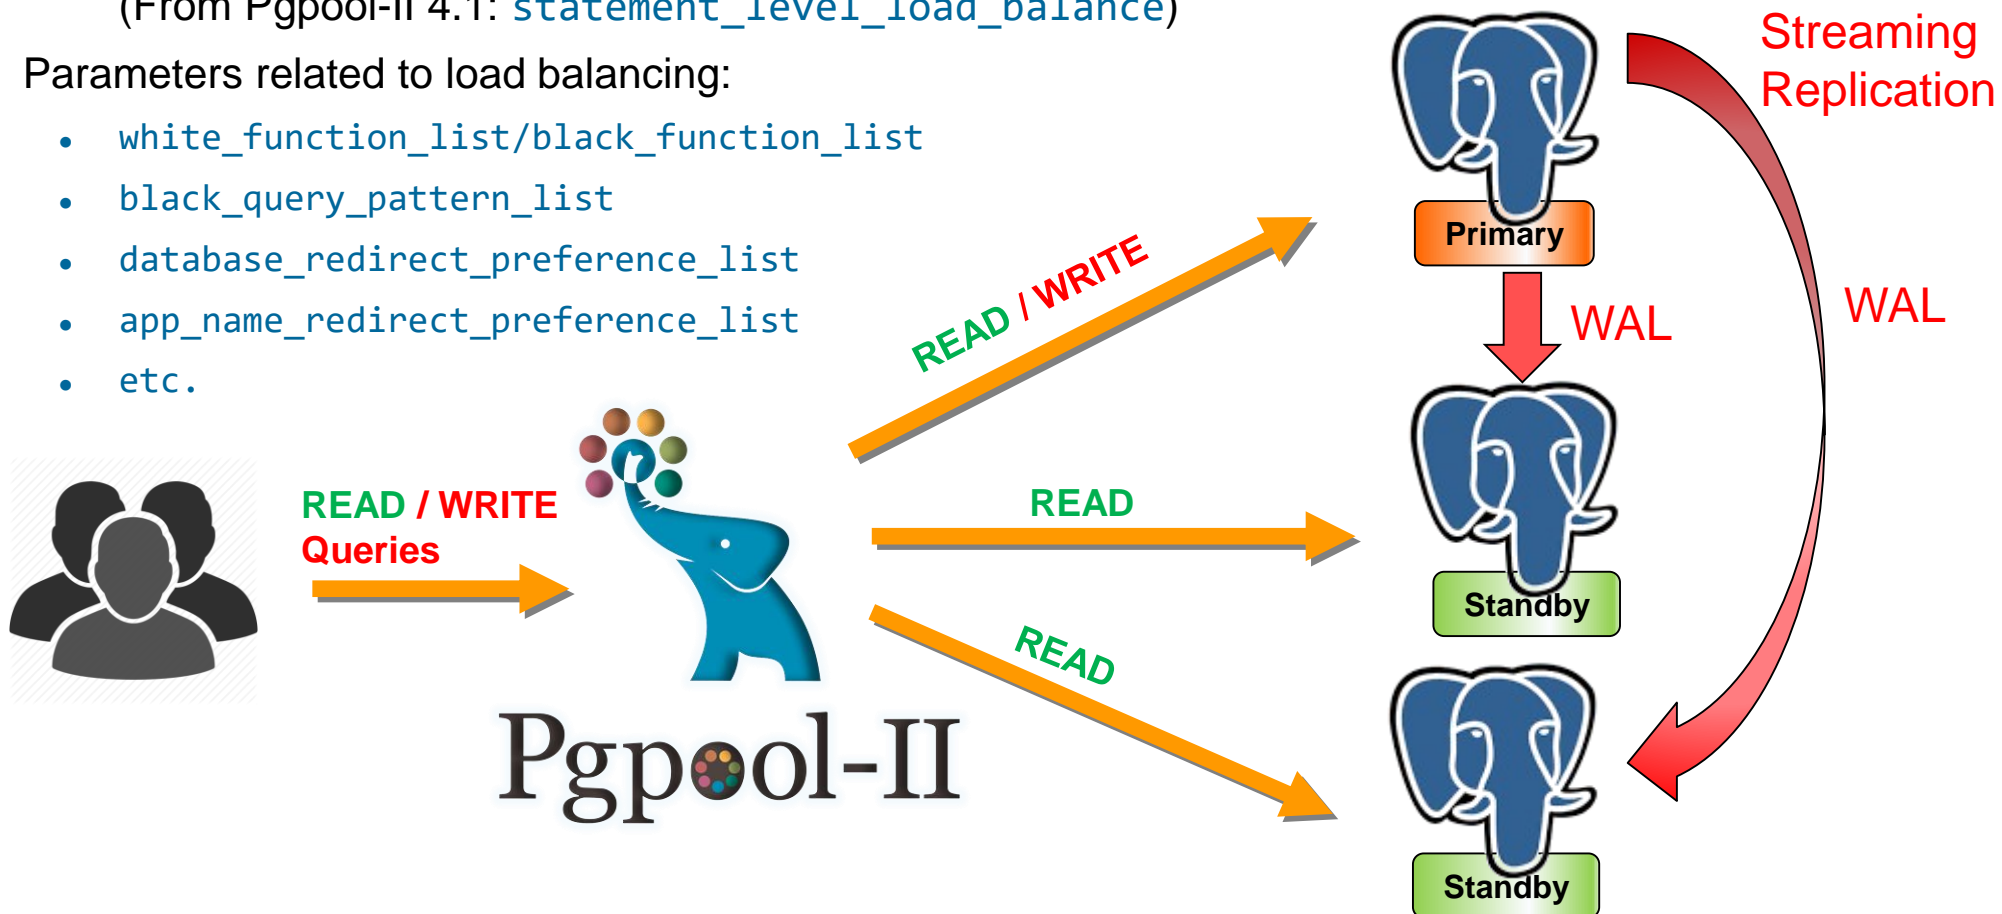 (From Pgpool-II 4.1: statement_level_load_balance)
Parameters related to load balancing:
• white_function_list/black_function_list
• black_query_pattern_list
• database_redirect_preference_list
• app_name_redirect_preference_list
• etc.
READ / WRITE
Queries
Pgpool-II
READ / WRITE
READ
READ
Streaming
Replication
Primary
WAL
WAL
Standby
Standby